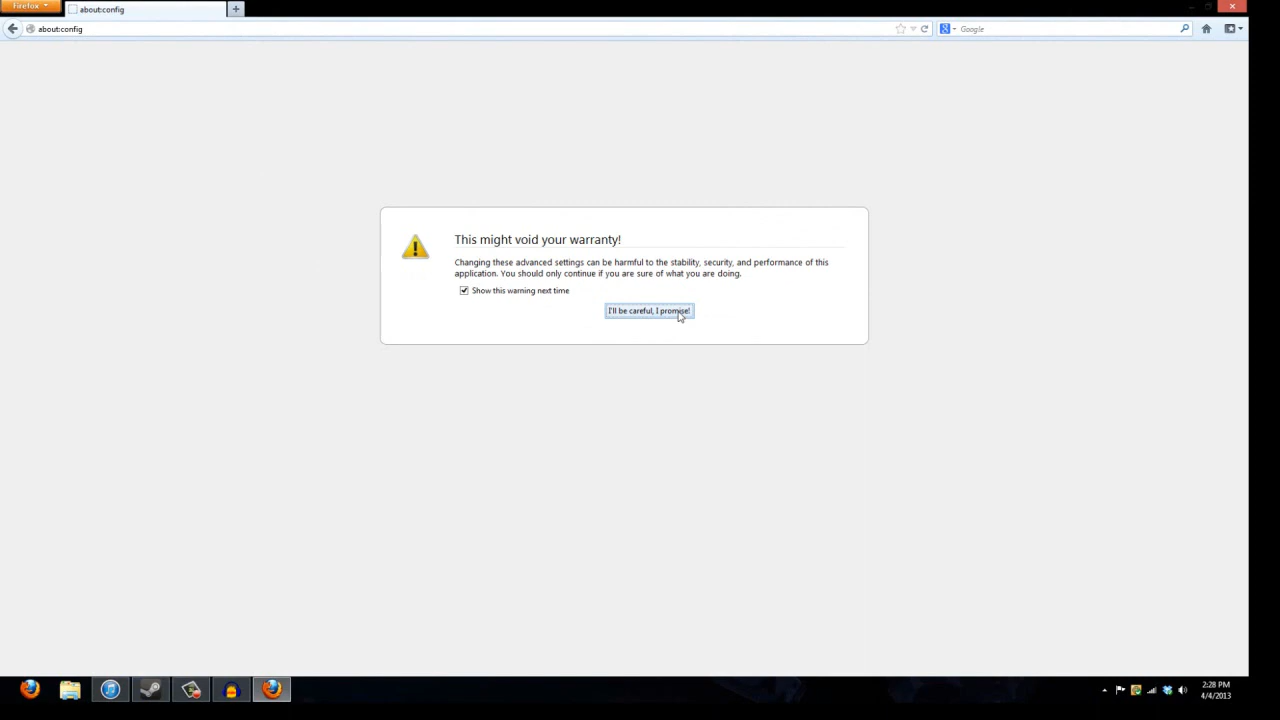 Firefox
about:config
+
about:config
Google
This might void your warranty!
Changing these advanced settings can be harmful to the stability, security, and performance of this
application. You should only continue if you are sure of what you are doing.
Show this warning next time
I'll be careful, I promise!
2:28 PM
4/4/2013